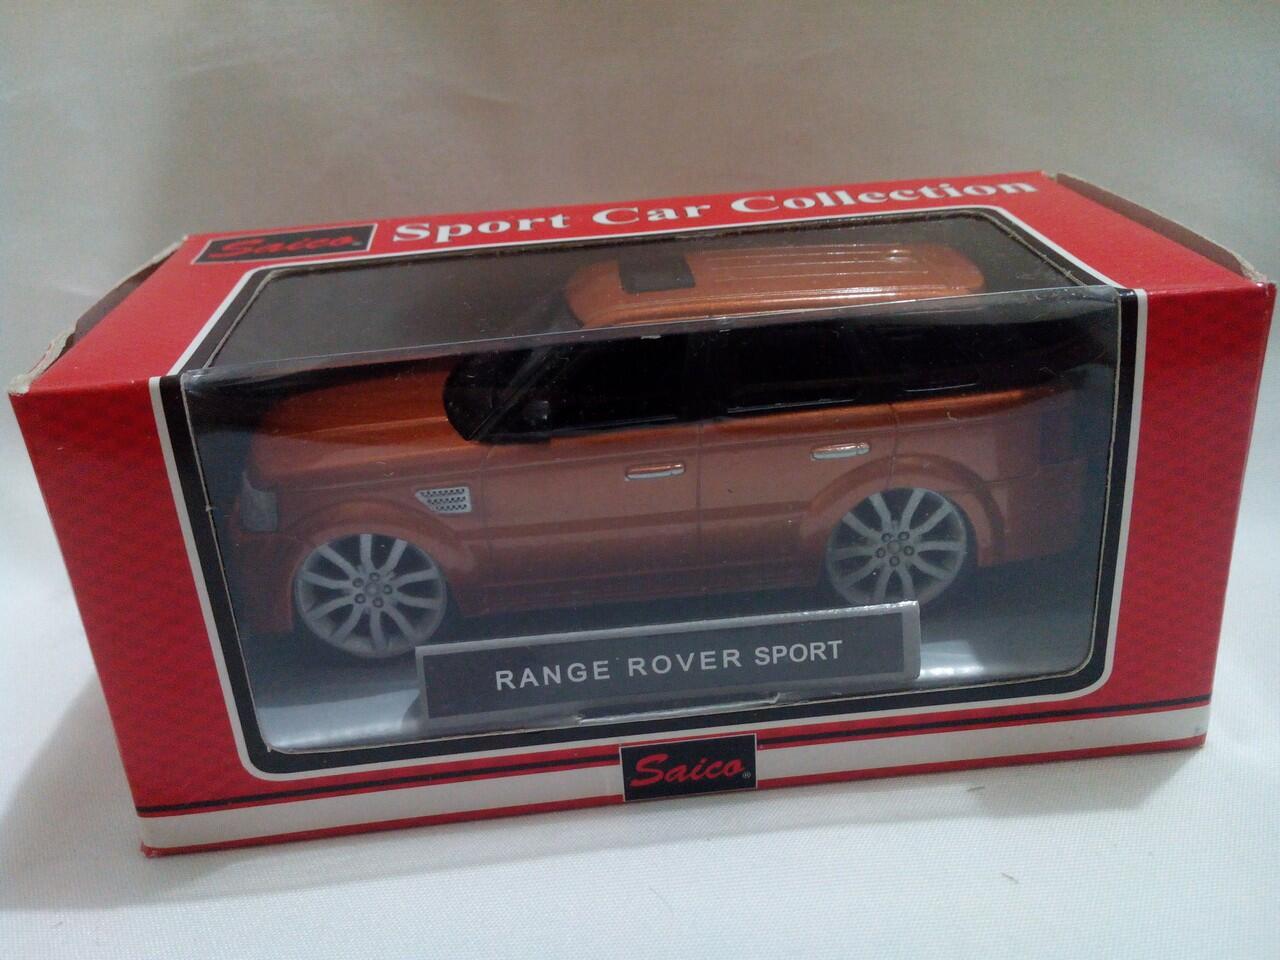 Saico
Sport Car Collection
RANGE ROVER SPORT
Saico®